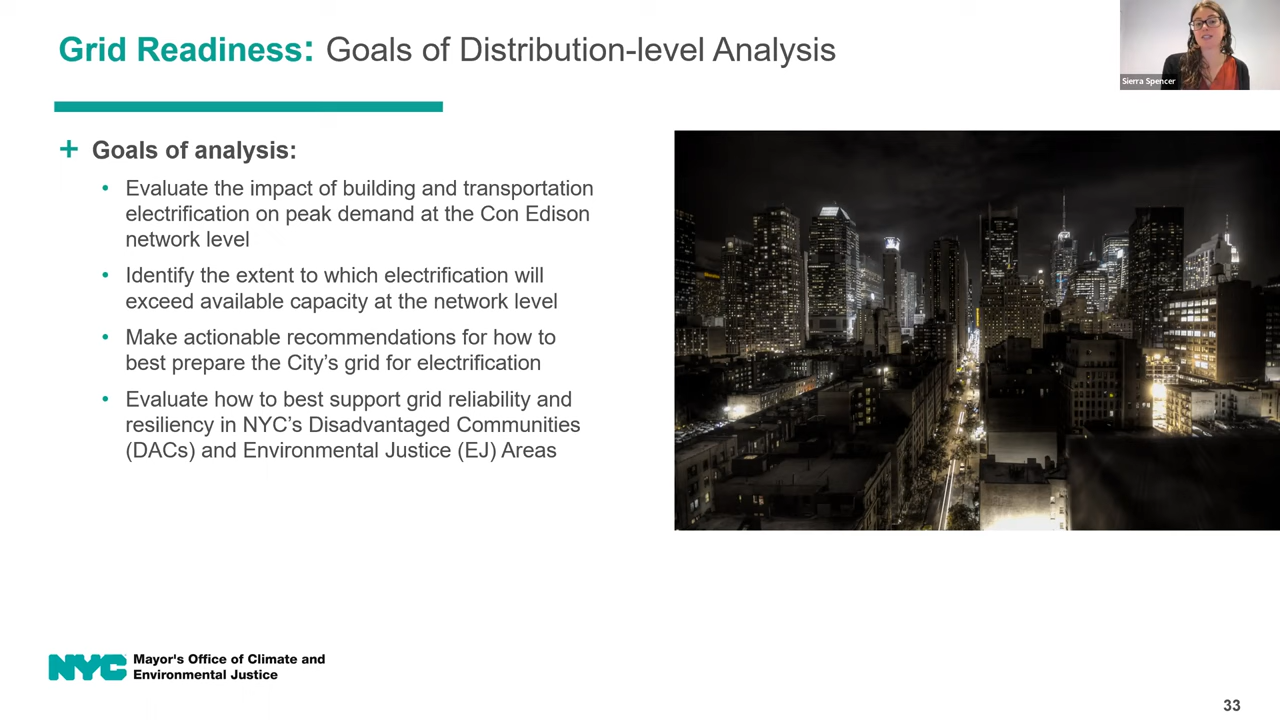 Grid Readiness: Goals of Distribution-level Analysis
Sierra Spencer
+ Goals of analysis:
• Evaluate the impact of building and transportation
electrification on peak demand at the Con Edison
network level
• Identify the extent to which electrification will
exceed available capacity at the network level
• Make actionable recommendations for how to
best prepare the City’s grid for electrification
• Evaluate how to best support grid reliability and
resiliency in NYC’s Disadvantaged Communities
(DACs) and Environmental Justice (EJ) Areas
NYC Mayor's Office of Climate and
Environmental Justice
33